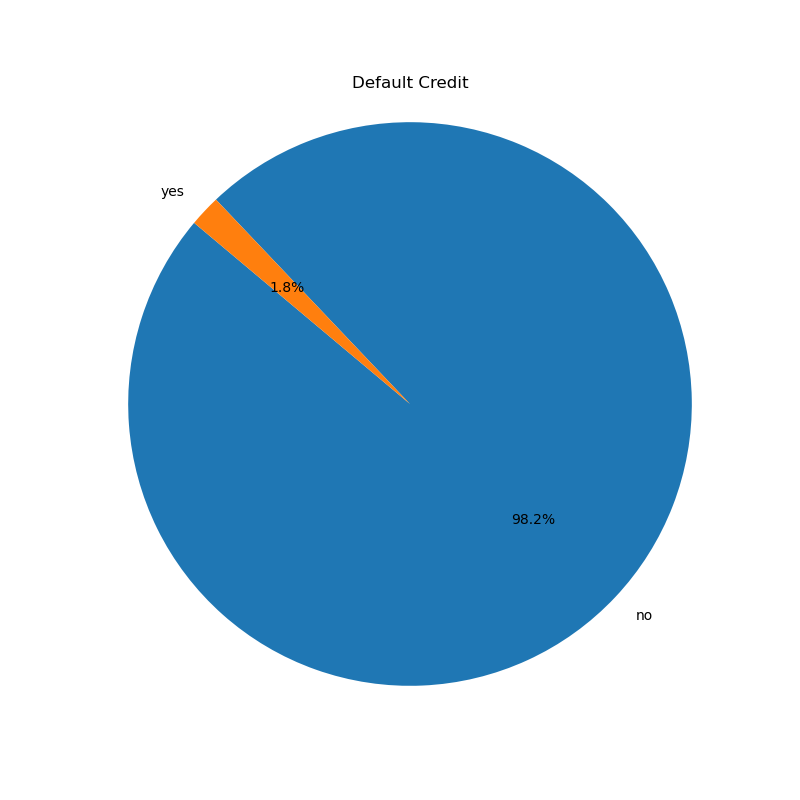 Default Credit
yes
1.8%
98.2%
no